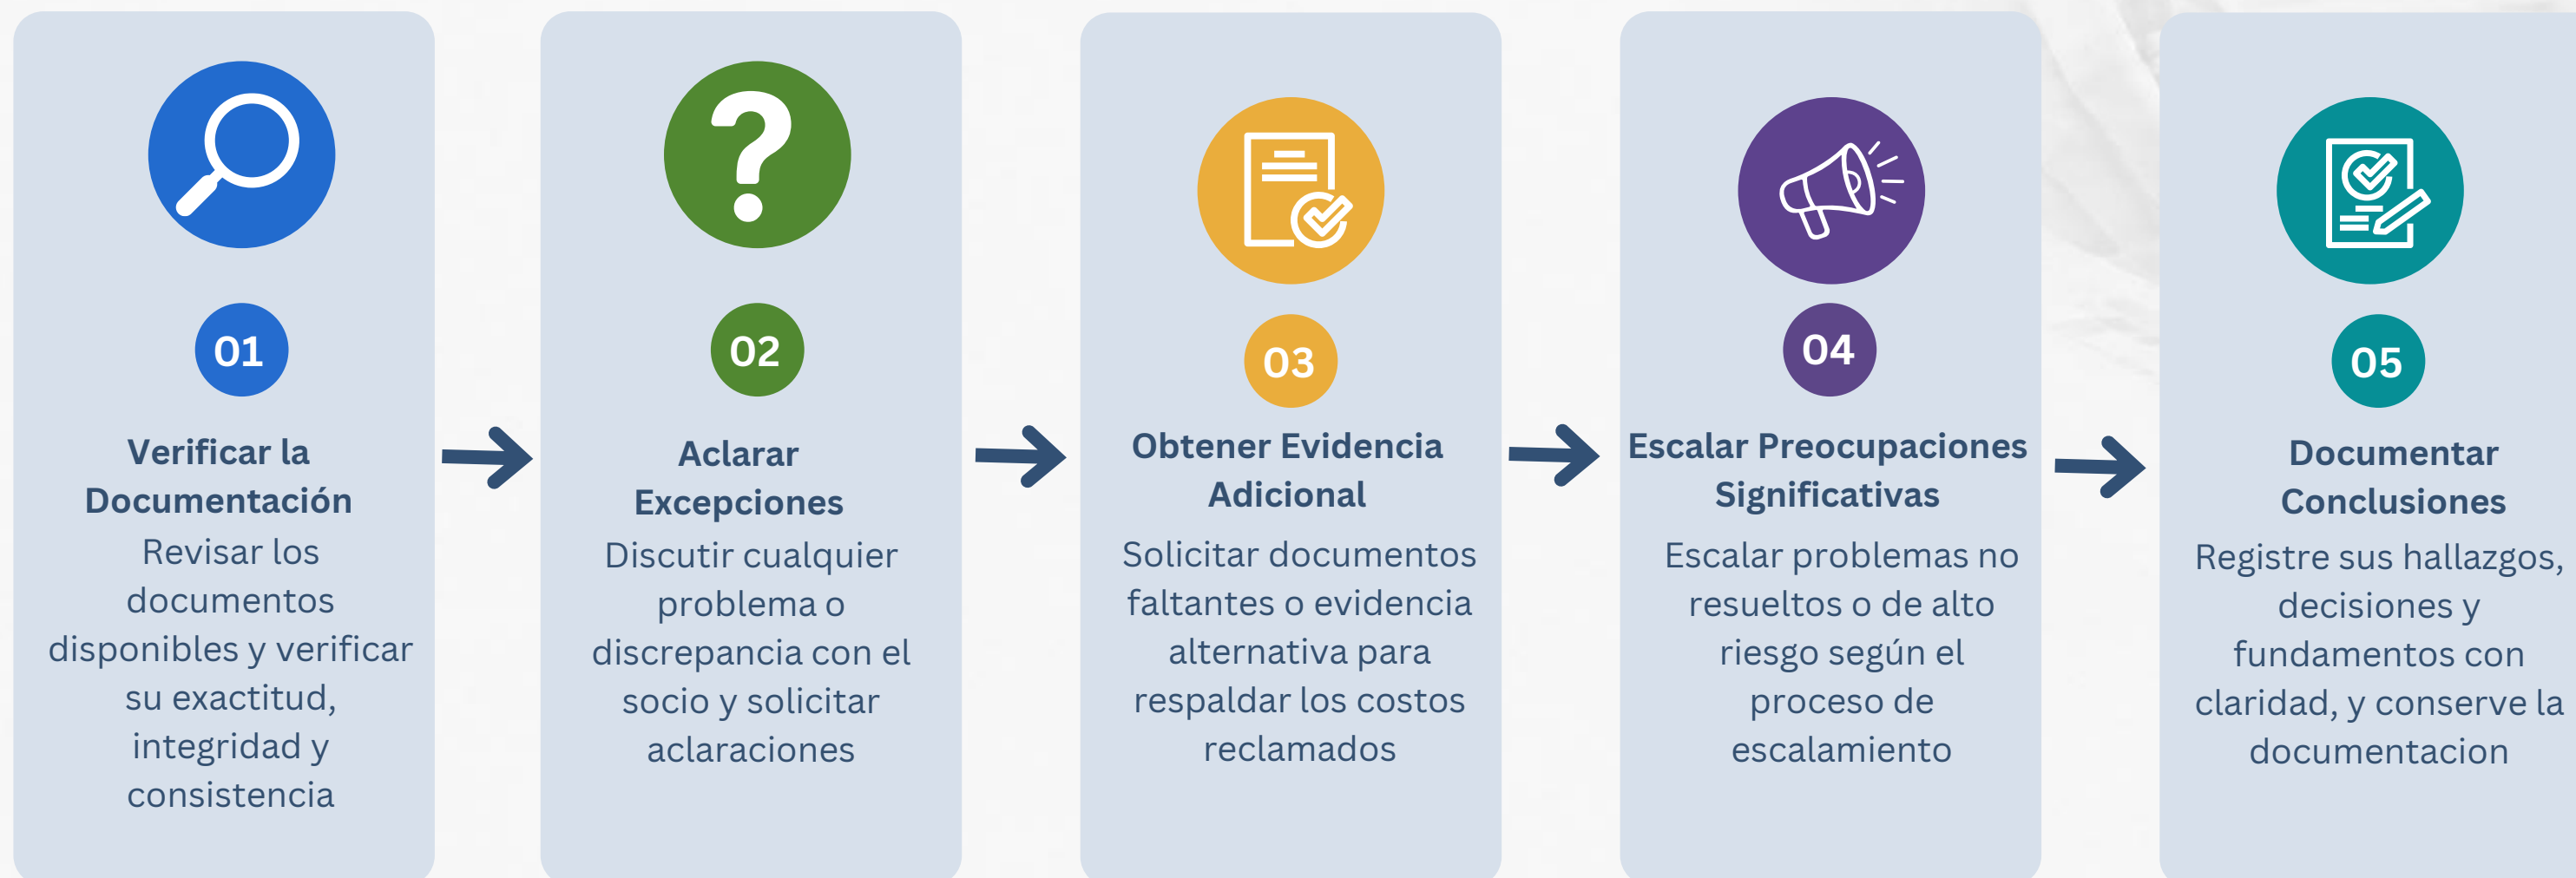 01
Verificar la
Documentación
Revisar los
documentos
disponibles y verificar
su exactitud,
integridad y
consistencia
02
Aclarar
Excepciones
Discutir cualquier
problema o
discrepancia con el
socio y solicitar
aclaraciones
03
Obtener Evidencia
Adicional
Solicitar documentos
faltantes o evidencia
alternativa para
respaldar los costos
reclamados
04
Escalar Preocupaciones
Significativas
Escalar problemas no
resueltos o de alto
riesgo según el
proceso de
escalamiento
05
Documentar
Conclusiones
Registre sus hallazgos,
decisiones y
fundamentos con
claridad, y conserve la
documentacion